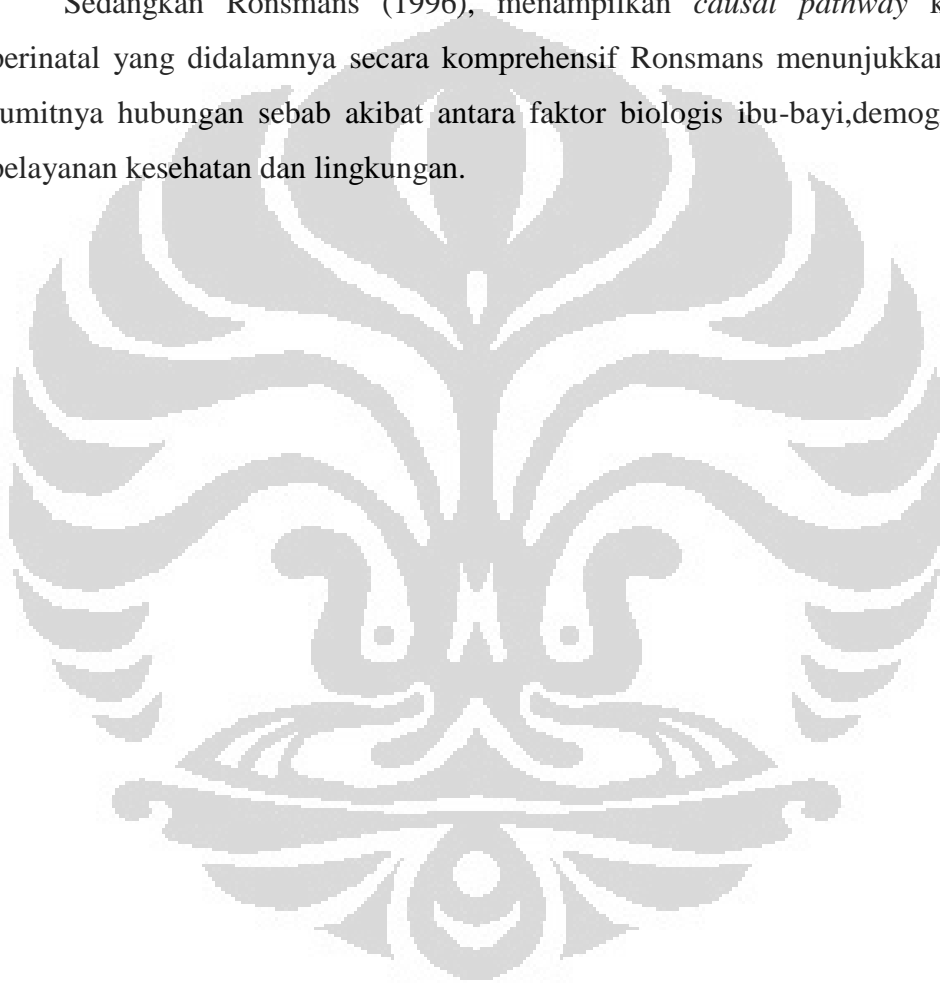 Sedangkan Ronsmans (1996), menampilkan causal pathway k
perinatal yang didalamnya secara komprehensif Ronsmans menunjukkan
rumitnya hubungan sebab akibat antara faktor biologis ibu-bayi,demog
pelayanan kesehatan dan lingkungan.